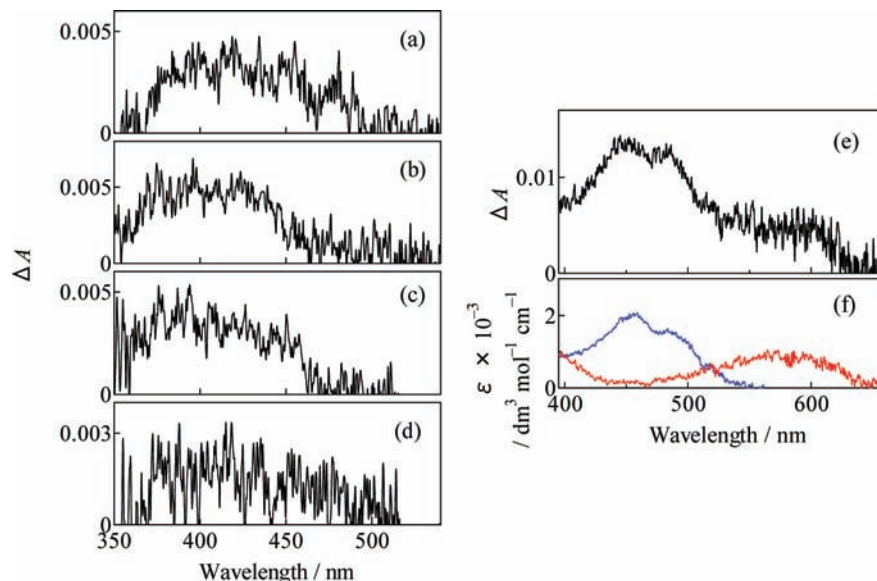 0.005
(a)
0
0.005
(b)
0
ΔA
0.005
(c)
0
0.003
(d)
0
350 400 450 500
Wavelength / nm
(e)
0.01
ΔA
0
(f)
2
ε × 10⁻³
/ dm³ mol⁻¹ cm⁻¹
0
400 500 600
Wavelength / nm